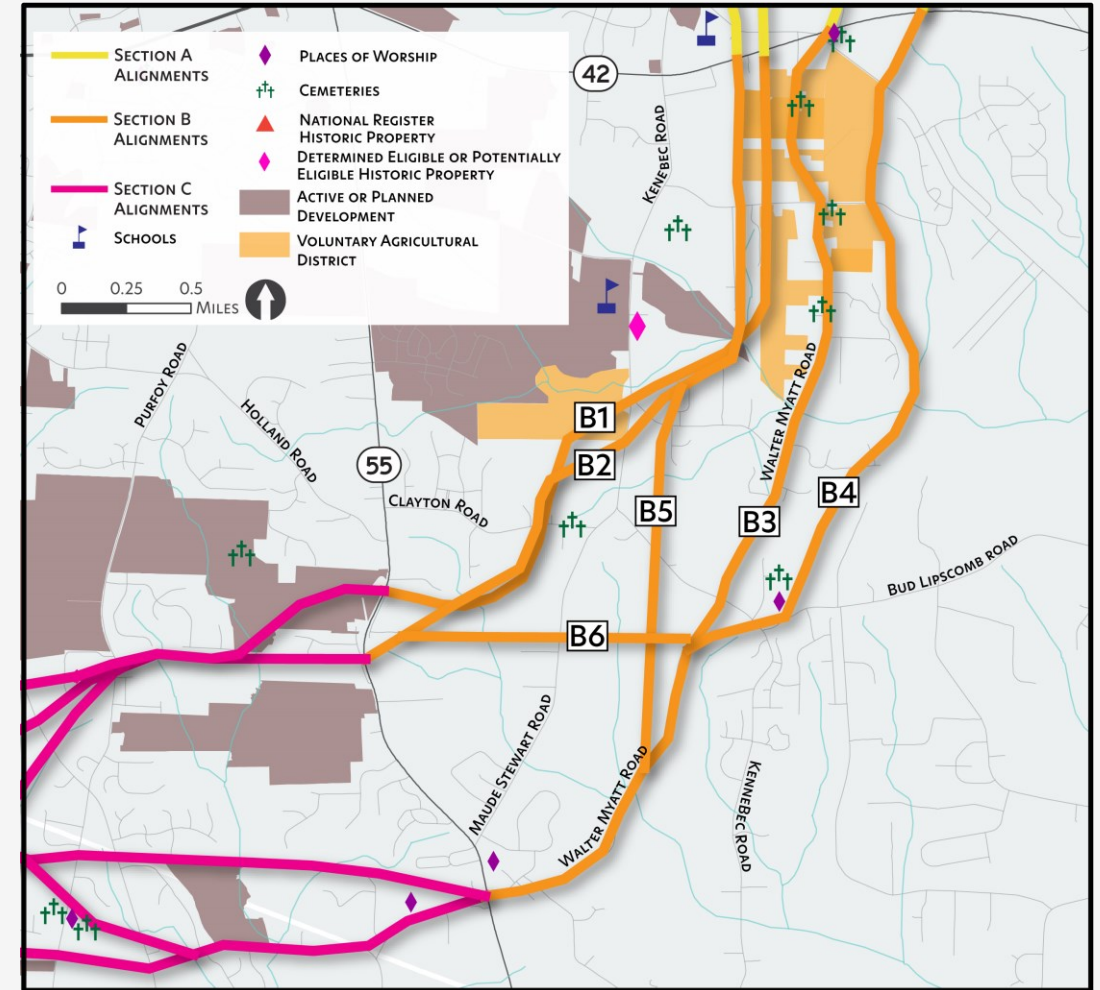 SECTION A
ALIGNMENTS
SECTION B
ALIGNMENTS
SECTION C
ALIGNMENTS
SCHOOLS
0 0.25 0.5
MILES
PLACES OF WORSHIP
CEMETERIES
NATIONAL REGISTER
HISTORIC PROPERTY
DETERMINED ELIGIBLE OR POTENTIALLY
ELIGIBLE HISTORIC PROPERTY
ACTIVE OR PLANNED
DEVELOPMENT
VOLUNTARY AGRICULTURAL
DISTRICT
42
KENEBEC ROAD
PURFOY ROAD
HOLLAND ROAD
WALTER MYATT ROAD
B1
B2
55
CLAYTON ROAD
B5
B3
B4
BUD LIPSCOMB ROAD
B6
MAUDE STEWART ROAD
WALTER MYATT ROAD
KENNEBEC ROAD